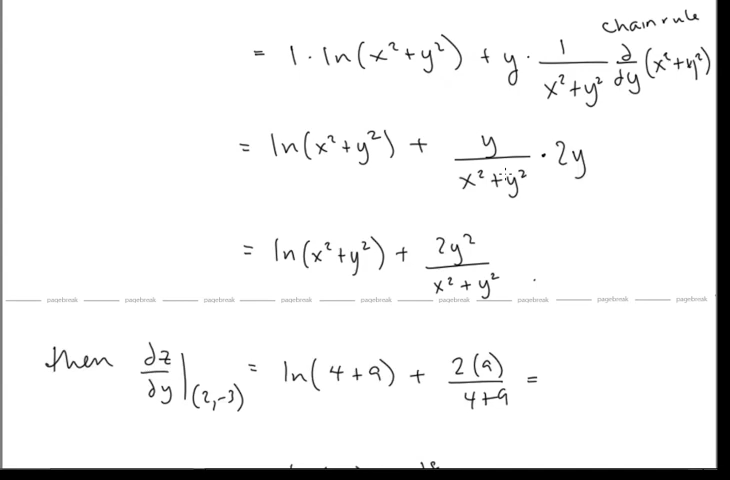 chain rule
= 1 · ln(x²+y²) + y · 1/(x²+y²) ∂/∂y (x²+y²)
= ln(x²+y²) + y/(x²+y²) · 2y
= ln(x²+y²) + 2y²/(x²+y²)
pagebreak pagebreak pagebreak pagebreak pagebreak pagebreak pagebreak pagebreak pagebreak
then ∂z/∂y |(2,-3) = ln(4+9) + 2(9)/(4+9) =